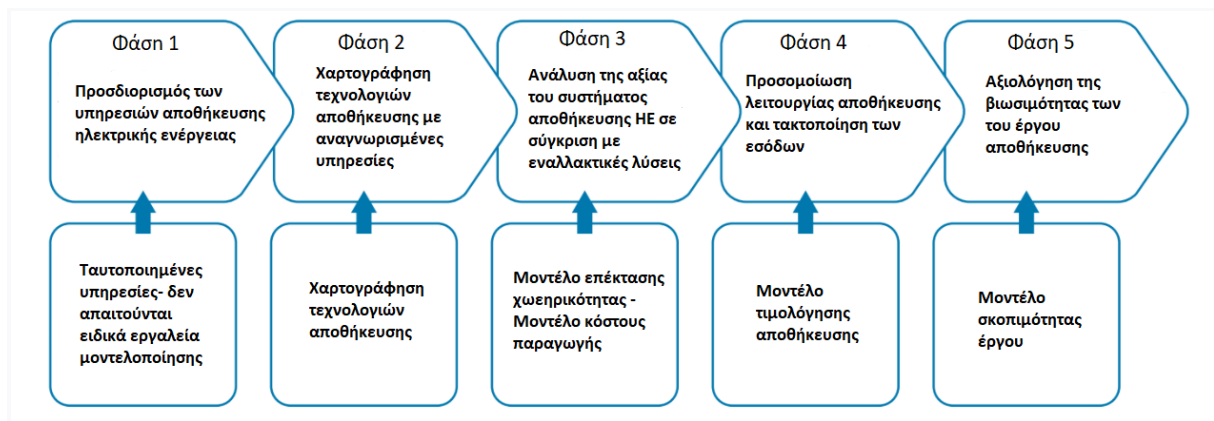 Φάση 1
Προσδιορισμός των
υπηρεσιών αποθήκευσης
ηλεκτρικής ενέργειας
Φάση 2
Χαρτογράφηση
τεχνολογιών
αποθήκευσης με
αναγνωρισμένες
υπηρεσίες
Φάση 3
Ανάλυση της αξίας
του συστήματος
αποθήκευσης ΗΕ σε
σύγκριση με
εναλλακτικές λύσεις
Φάση 4
Προσομοίωση
λειτουργίας αποθήκευσης
και τακτοποίηση των
εσόδων
Φάση 5
Αξιολόγηση της
βιωσιμότητας των
του έργου
αποθήκευσης
Ταυτοποιημένες
υπηρεσίες- δεν
απαιτούνται
ειδικά εργαλεία
μοντελοποίησης
Χαρτογράφηση
τεχνολογιών
αποθήκευσης
Μοντέλο επέκτασης
χωεηρικότητας -
Μοντέλο κόστους
παραγωγής
Μοντέλο
τιμολόγησης
αποθήκευσης
Μοντέλο
σκοπιμότητας
έργου